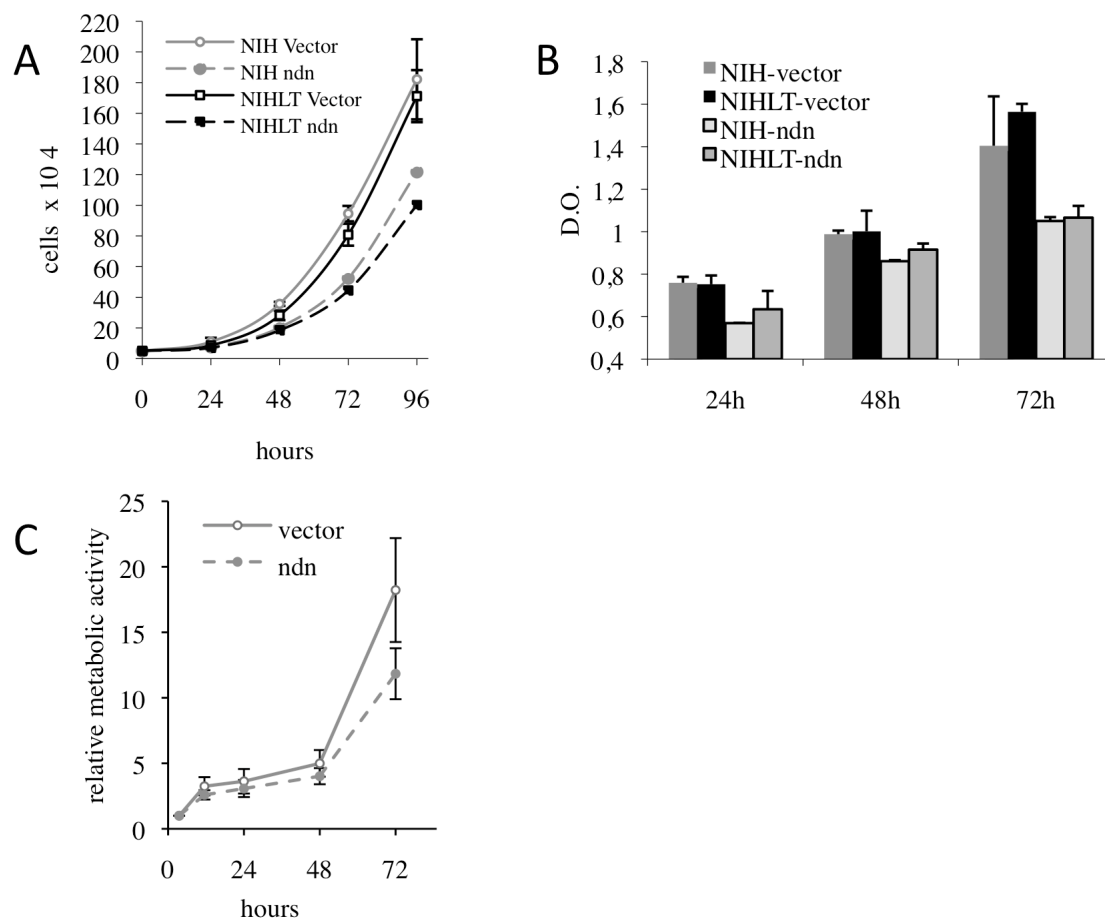 A
220
200
180
160
140
120
100
80
60
40
20
0
cells x 10 4
NIH Vector
NIH ndn
NIHLT Vector
NIHLT ndn
0 24 48 72 96
hours
B
1,8
1,6
1,4
1,2
1
0,8
0,6
0,4
D.O.
NIH-vector
NIHLT-vector
NIH-ndn
NIHLT-ndn
24h 48h 72h
C
25
20
15
10
5
0
relative metabolic activity
vector
ndn
0 24 48 72
hours